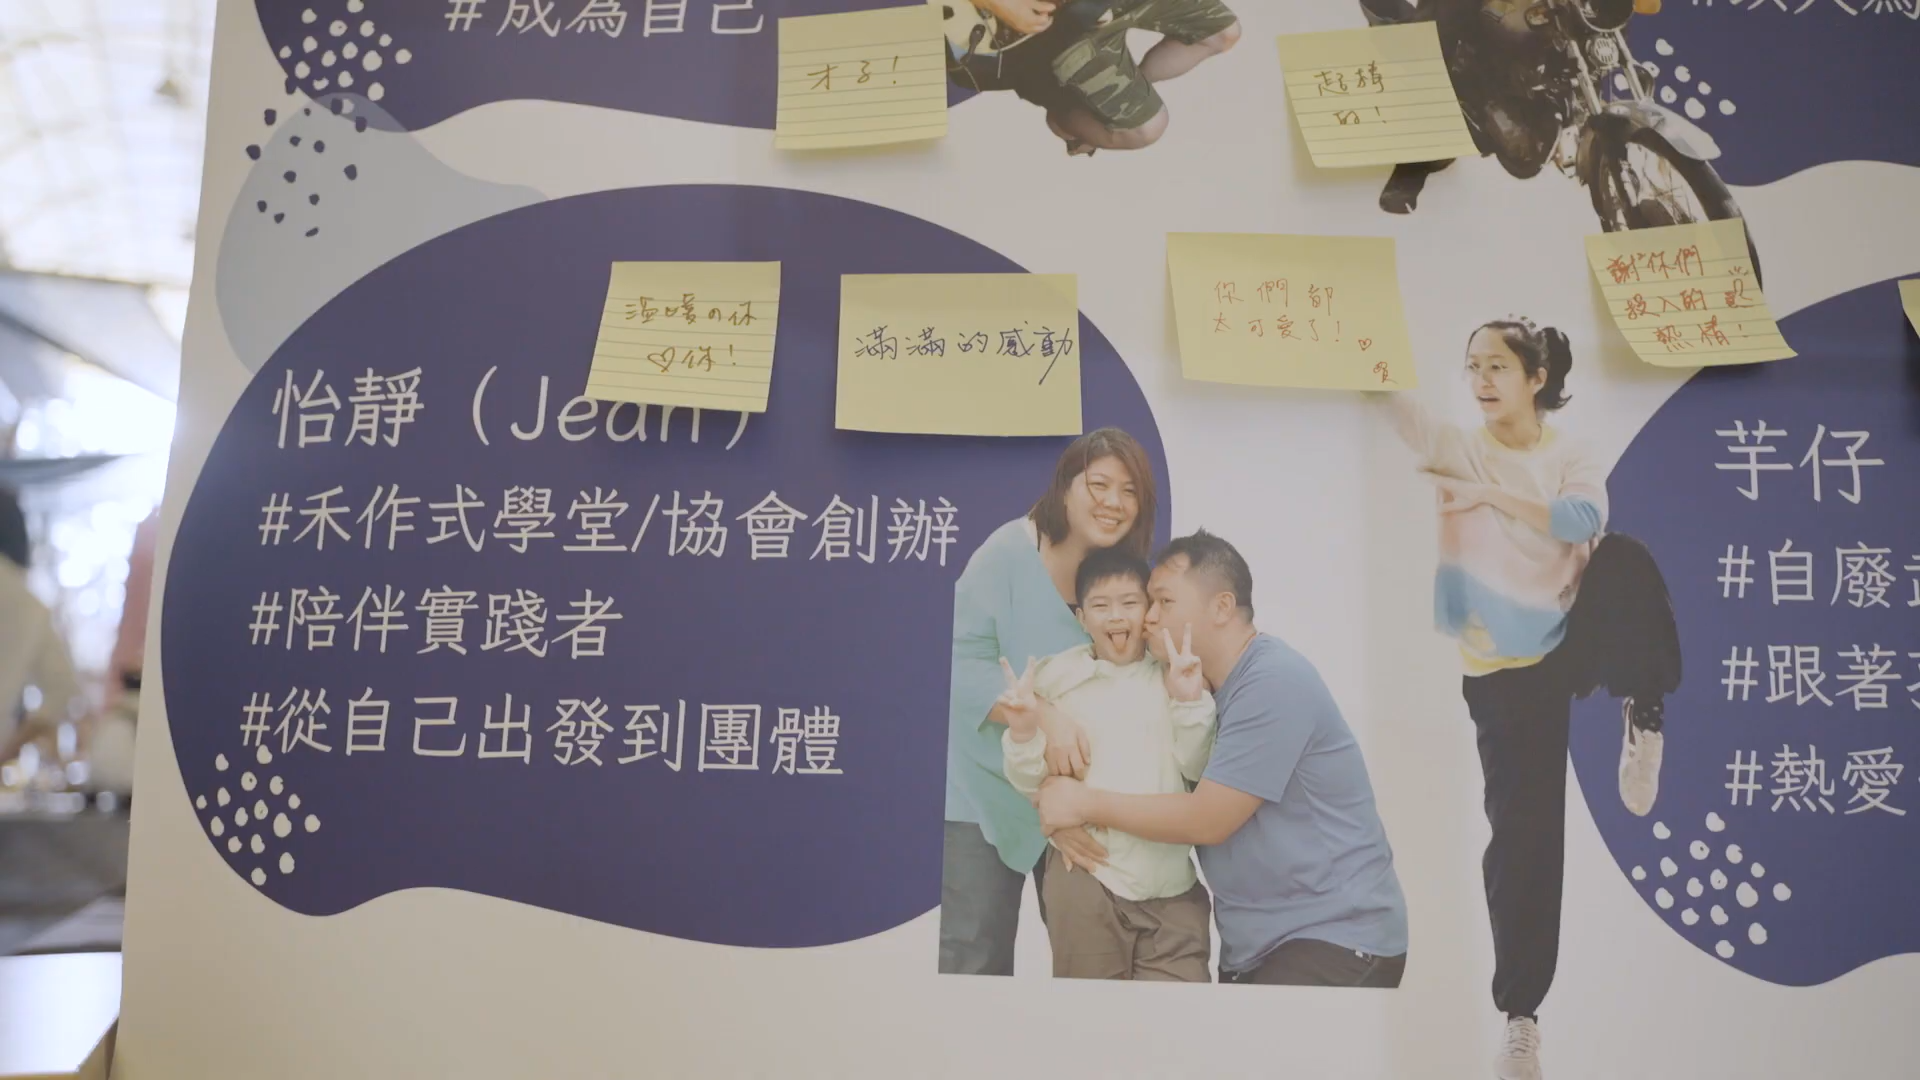 #成為自己
才子!
超精
的!
溫暖の你
♡你!
滿滿的感動
你們都
太可愛了!
謝謝你們
投入的
熱情!
怡靜(Jean)
#禾作式學堂/協會創辦
#陪伴實踐者
#從自己出發到團體
芋仔
#自廢
#跟著
#熱愛